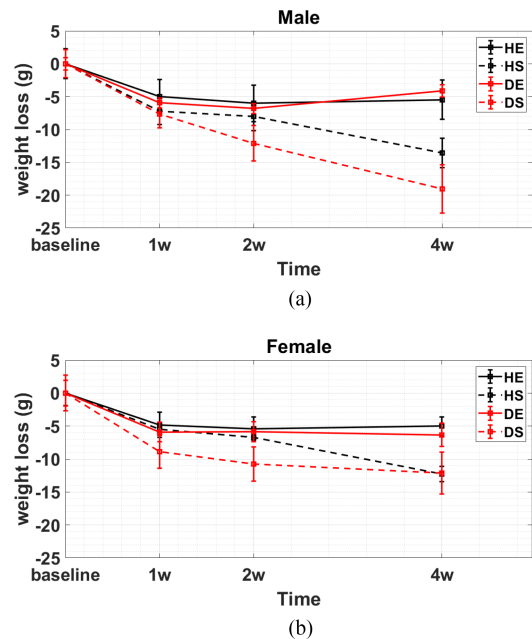 Male
5
0
-5
-10
-15
-20
-25
weight loss (g)
HE
HS
DE
DS
baseline 1w 2w 4w
Time
(a)
Female
5
0
-5
-10
-15
-20
-25
weight loss (g)
HE
HS
DE
DS
baseline 1w 2w 4w
Time
(b)